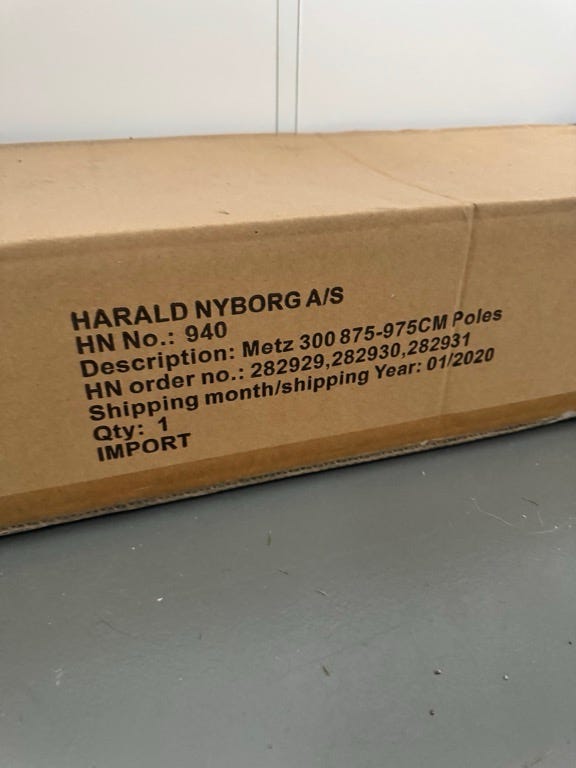 HARALD NYBORG A/S
HN No.: 940
Description: Metz 300 875-975CM Poles
HN order no.: 282929,282930,282931
Shipping month/shipping Year: 01/2020
Qty: 1
IMPORT